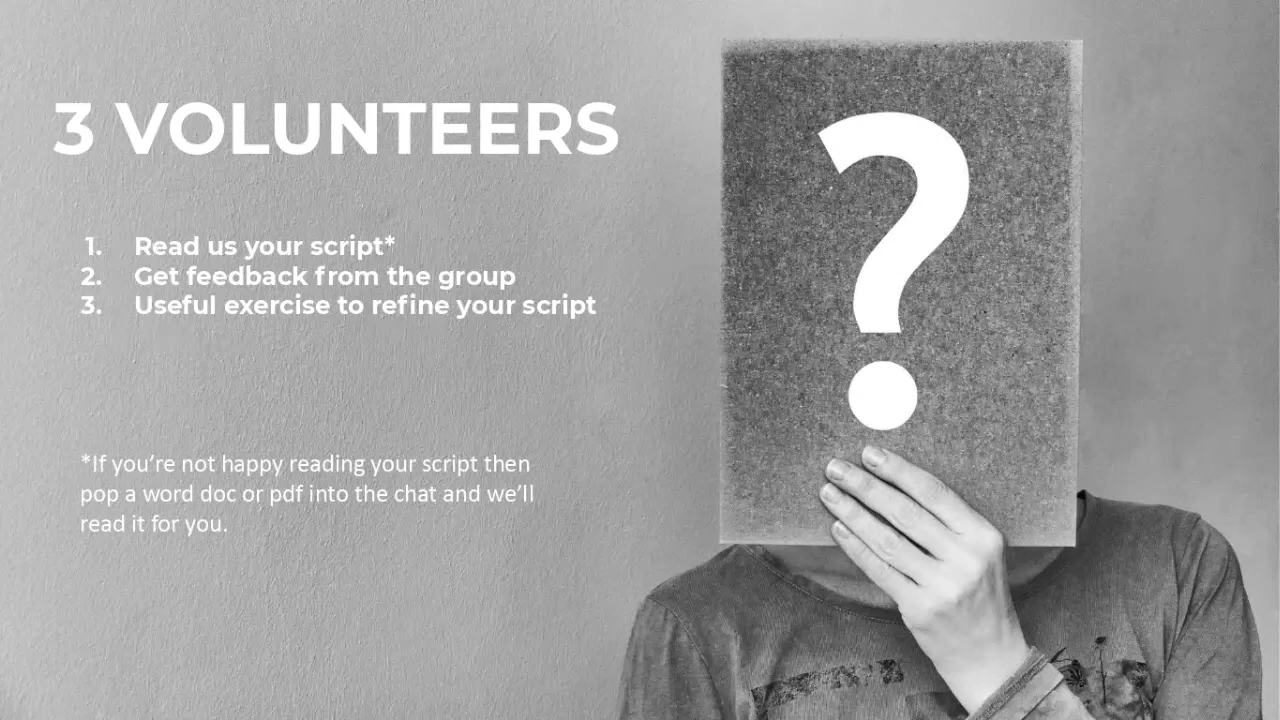 3 VOLUNTEERS
1. Read us your script*
2. Get feedback from the group
3. Useful exercise to refine your script
?
*If you’re not happy reading your script then
pop a word doc or pdf into the chat and we’ll
read it for you.